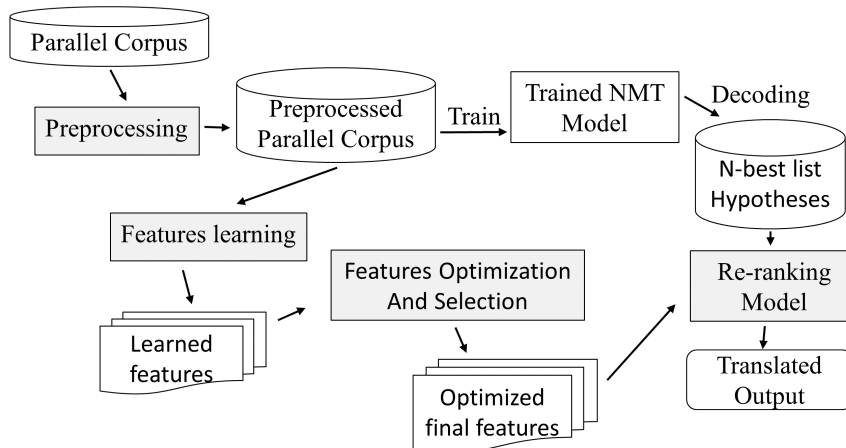 Parallel Corpus
Preprocessing
Preprocessed
Parallel Corpus
Train
Trained NMT
Model
Decoding
N-best list
Hypotheses
Features learning
Learned
features
Features Optimization
And Selection
Optimized
final features
Re-ranking
Model
Translated
Output